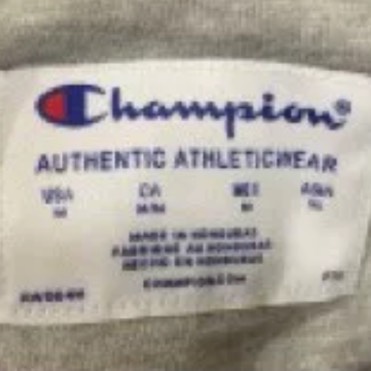 Champion®
AUTHENTIC ATHLETICWEAR
USA CA MEX ASIA
M M/M M
MADE IN HONDURAS
FABRIQUÉ AU HONDURAS
HECHO EN HONDURAS